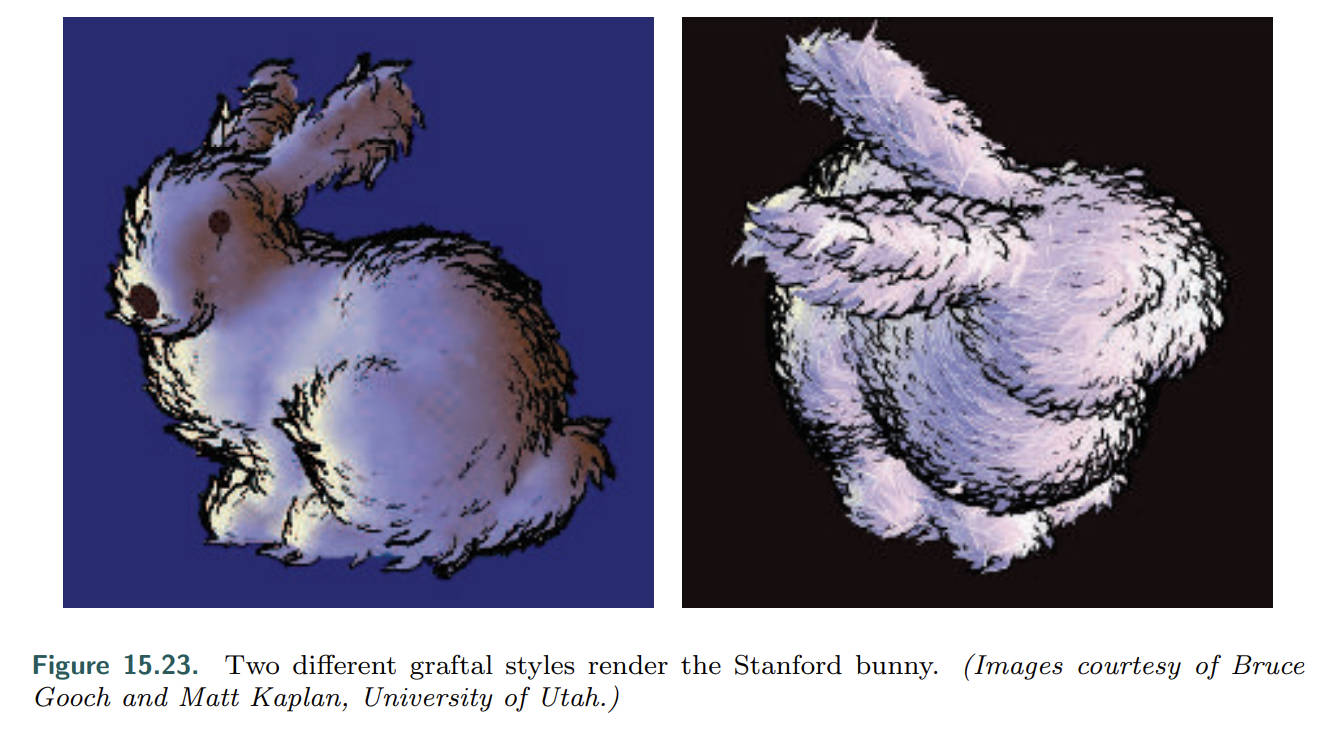 Figure 15.23. Two different graftal styles render the Stanford bunny. (Images courtesy of Bruce
Gooch and Matt Kaplan, University of Utah.)